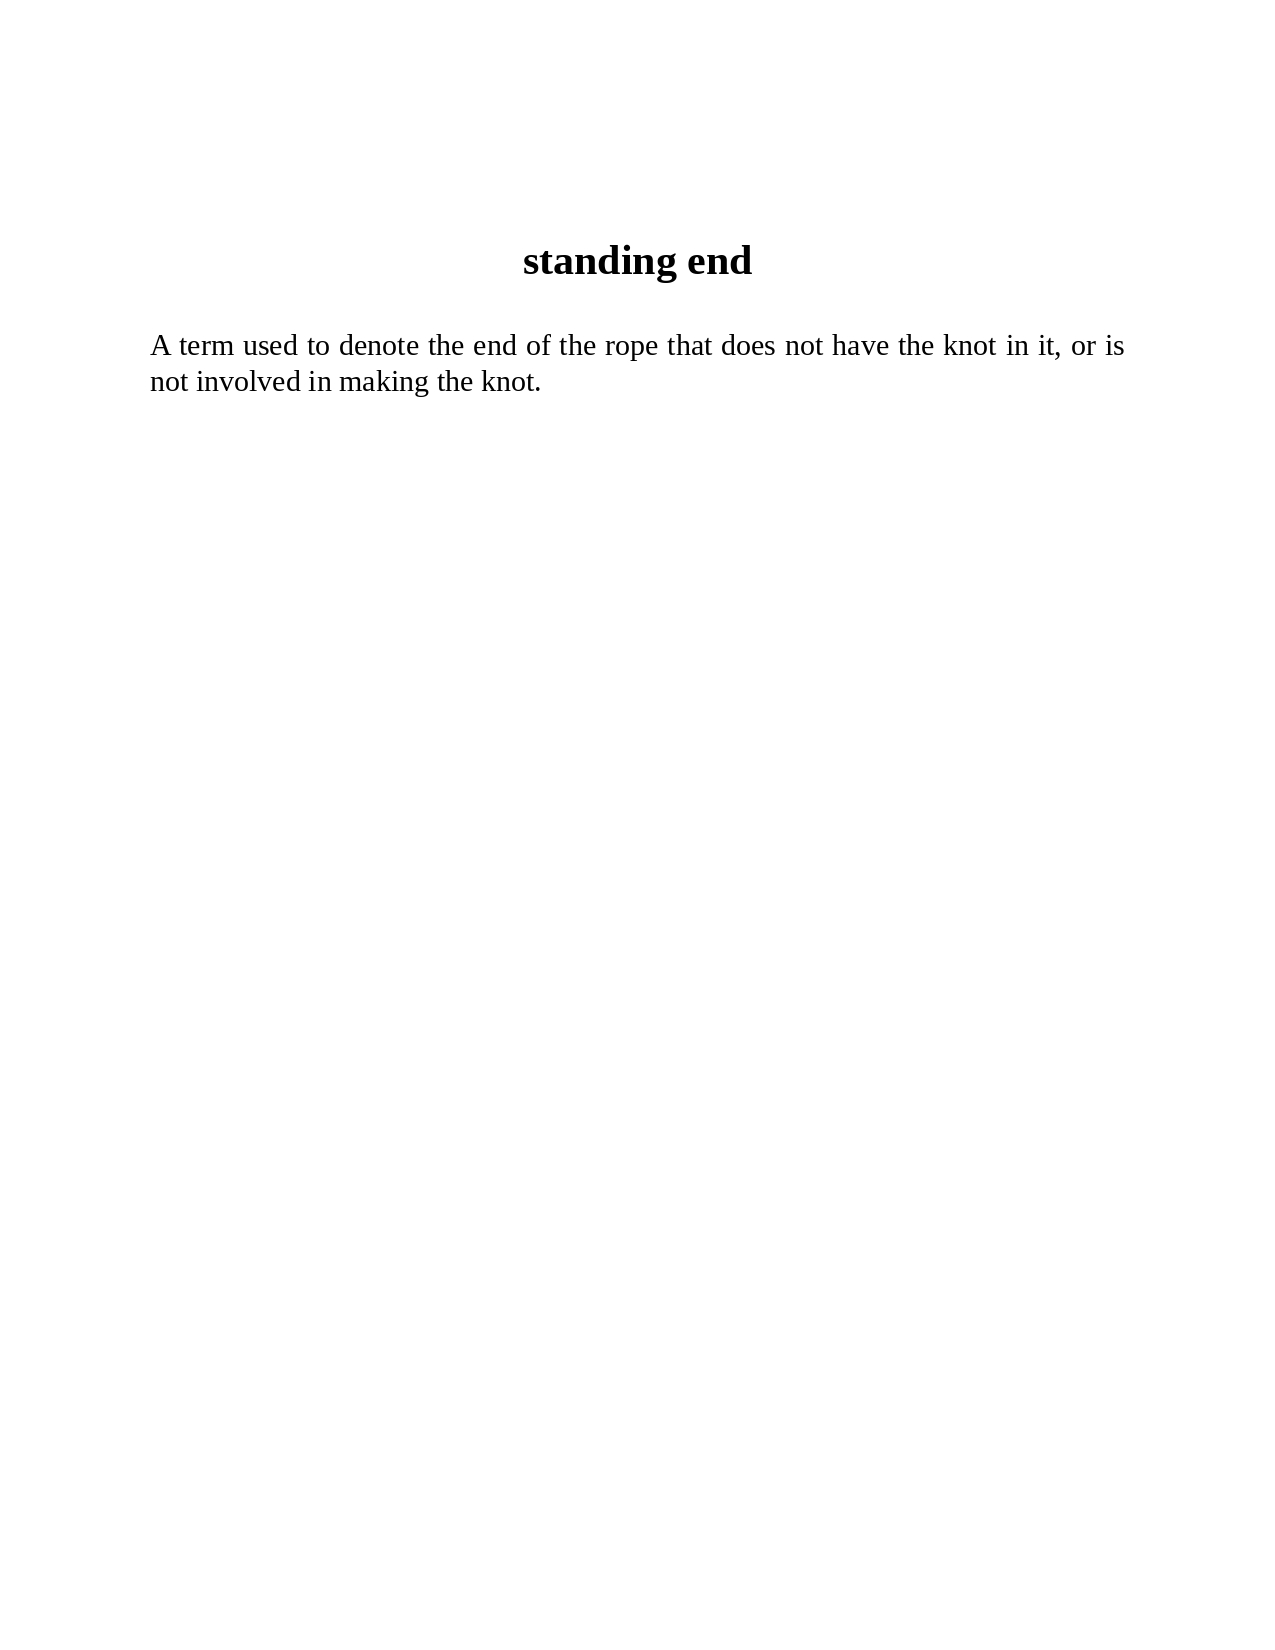 standing end
A term used to denote the end of the rope that does not have the knot in it, or is
not involved in making the knot.